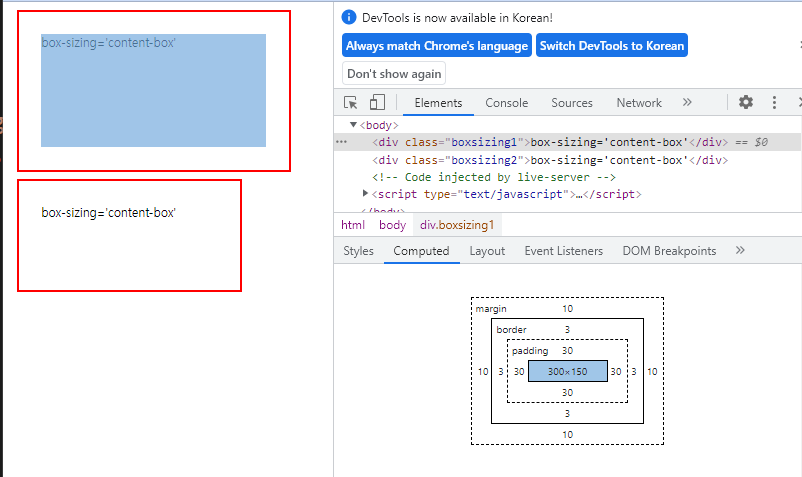 box-sizing='content-box'
box-sizing='content-box'
DevTools is now available in Korean!
Always match Chrome's language Switch DevTools to Korean
Don't show again
Elements Console Sources Network »
▼<body>
··· <div class="boxsizing1">box-sizing='content-box'</div> == $0
<div class="boxsizing2">box-sizing='content-box'</div>
<!-- Code injected by live-server -->
▶<script type="text/javascript">…</script>
</body>
html body div.boxsizing1
Styles Computed Layout Event Listeners DOM Breakpoints »
margin 10
border 3
padding 30
10 3 30 300×150 30 3 10
30
3
10